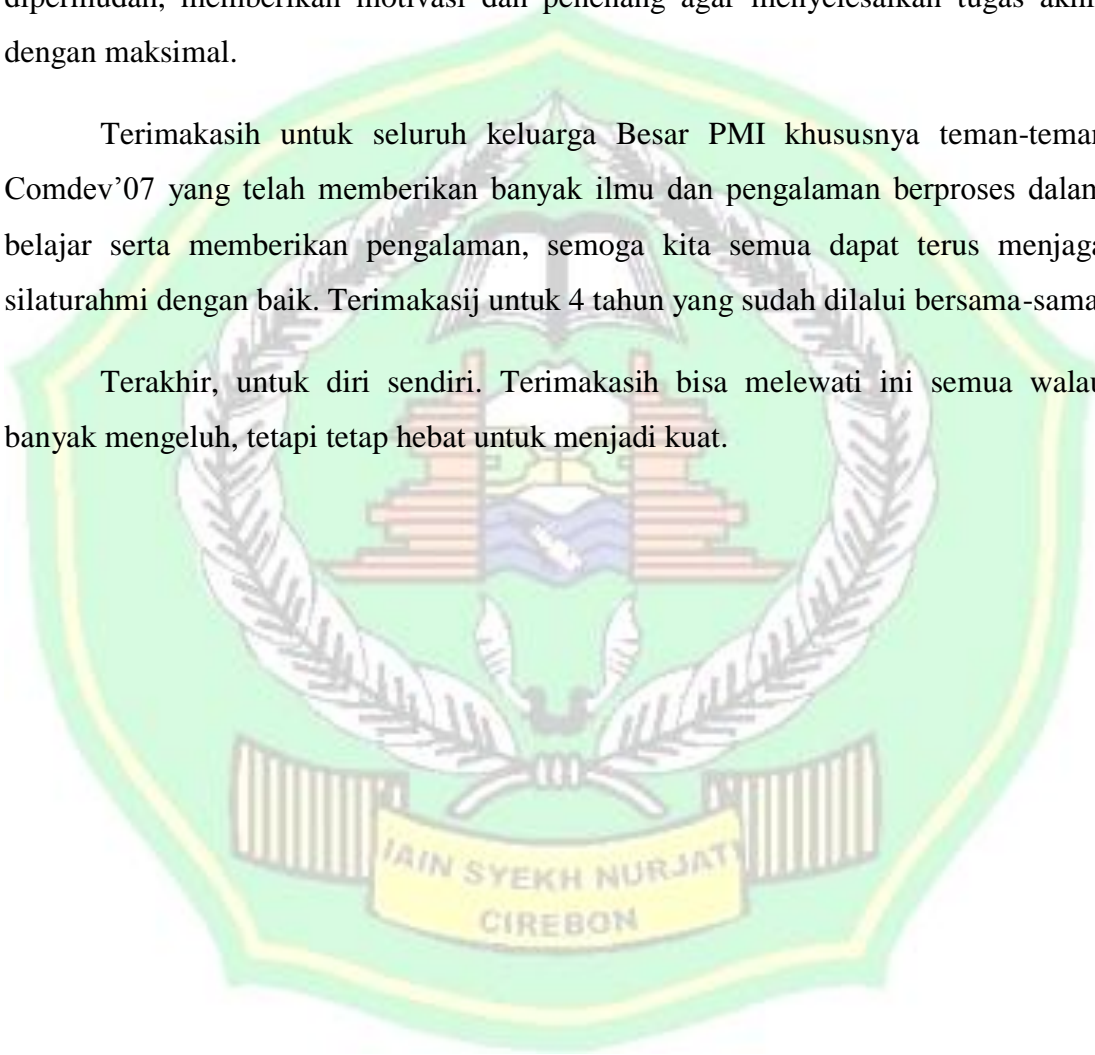 dengan maksimal.
Terimakasih untuk seluruh keluarga Besar PMI khususnya teman-teman
Comdev’07 yang telah memberikan banyak ilmu dan pengalaman berproses dalam
belajar serta memberikan pengalaman, semoga kita semua dapat terus menjaga
silaturahmi dengan baik. Terimakasij untuk 4 tahun yang sudah dilalui bersama-sama
Terakhir, untuk diri sendiri. Terimakasih bisa melewati ini semua walau
banyak mengeluh, tetapi tetap hebat untuk menjadi kuat.
IAIN SYEKH NURJATI
CIREBON